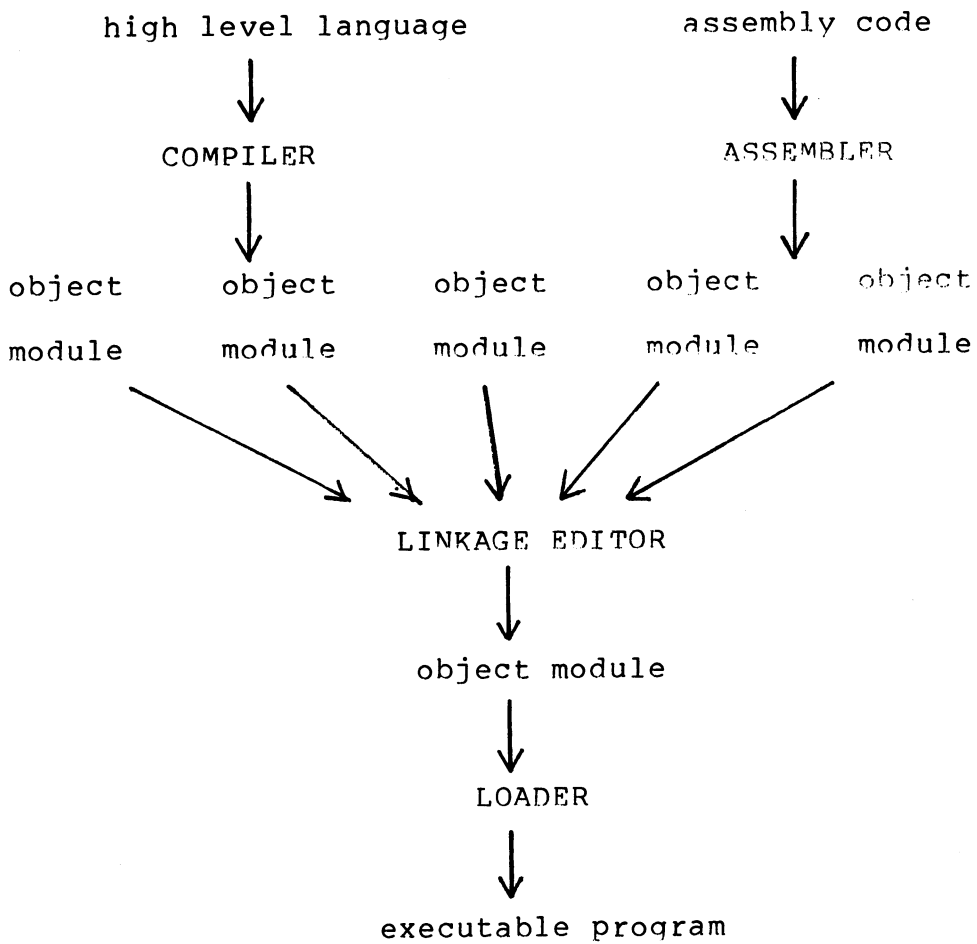 high level language assembly code
COMPILER ASSEMBLER
object object object object object
module module module module module
LINKAGE EDITOR
object module
LOADER
executable program